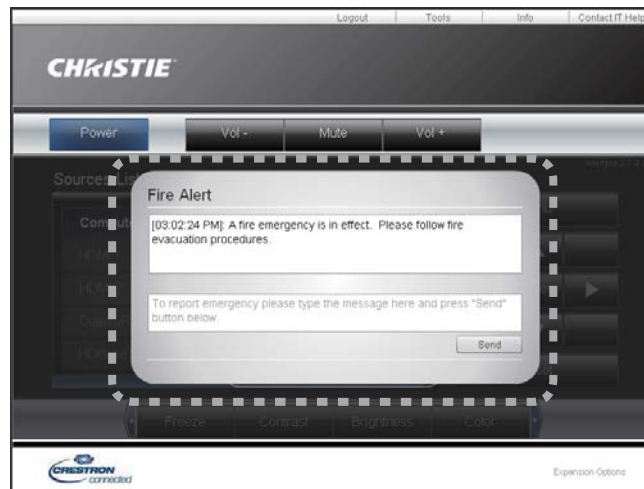 Logout Tools Info Contact IT Help
CHRISTIE
Power Vol - Mute Vol +
Sources List
Fire Alert
[03:02:24 PM]: A fire emergency is in effect. Please follow fire
evacuation procedures.
To report emergency please type the message here and press "Send"
button below.
Send
Freeze Contrast Brightness Color
CRESTRON
connected
Expansion Options